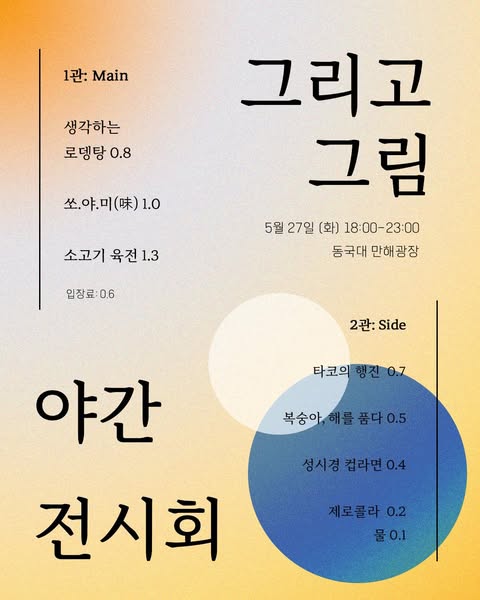 1관: Main
생각하는
로뎅탕 0.8
쏘.야.미(味) 1.0
소고기 육전 1.3
입장료: 0.6
그리고
그림
5월 27일 (화) 18:00-23:00
동국대 만해광장
2관: Side
타코의 행진 0.7
복숭아, 해를 품다 0.5
성시경 컵라면 0.4
제로콜라 0.2
물 0.1
야간
전시회